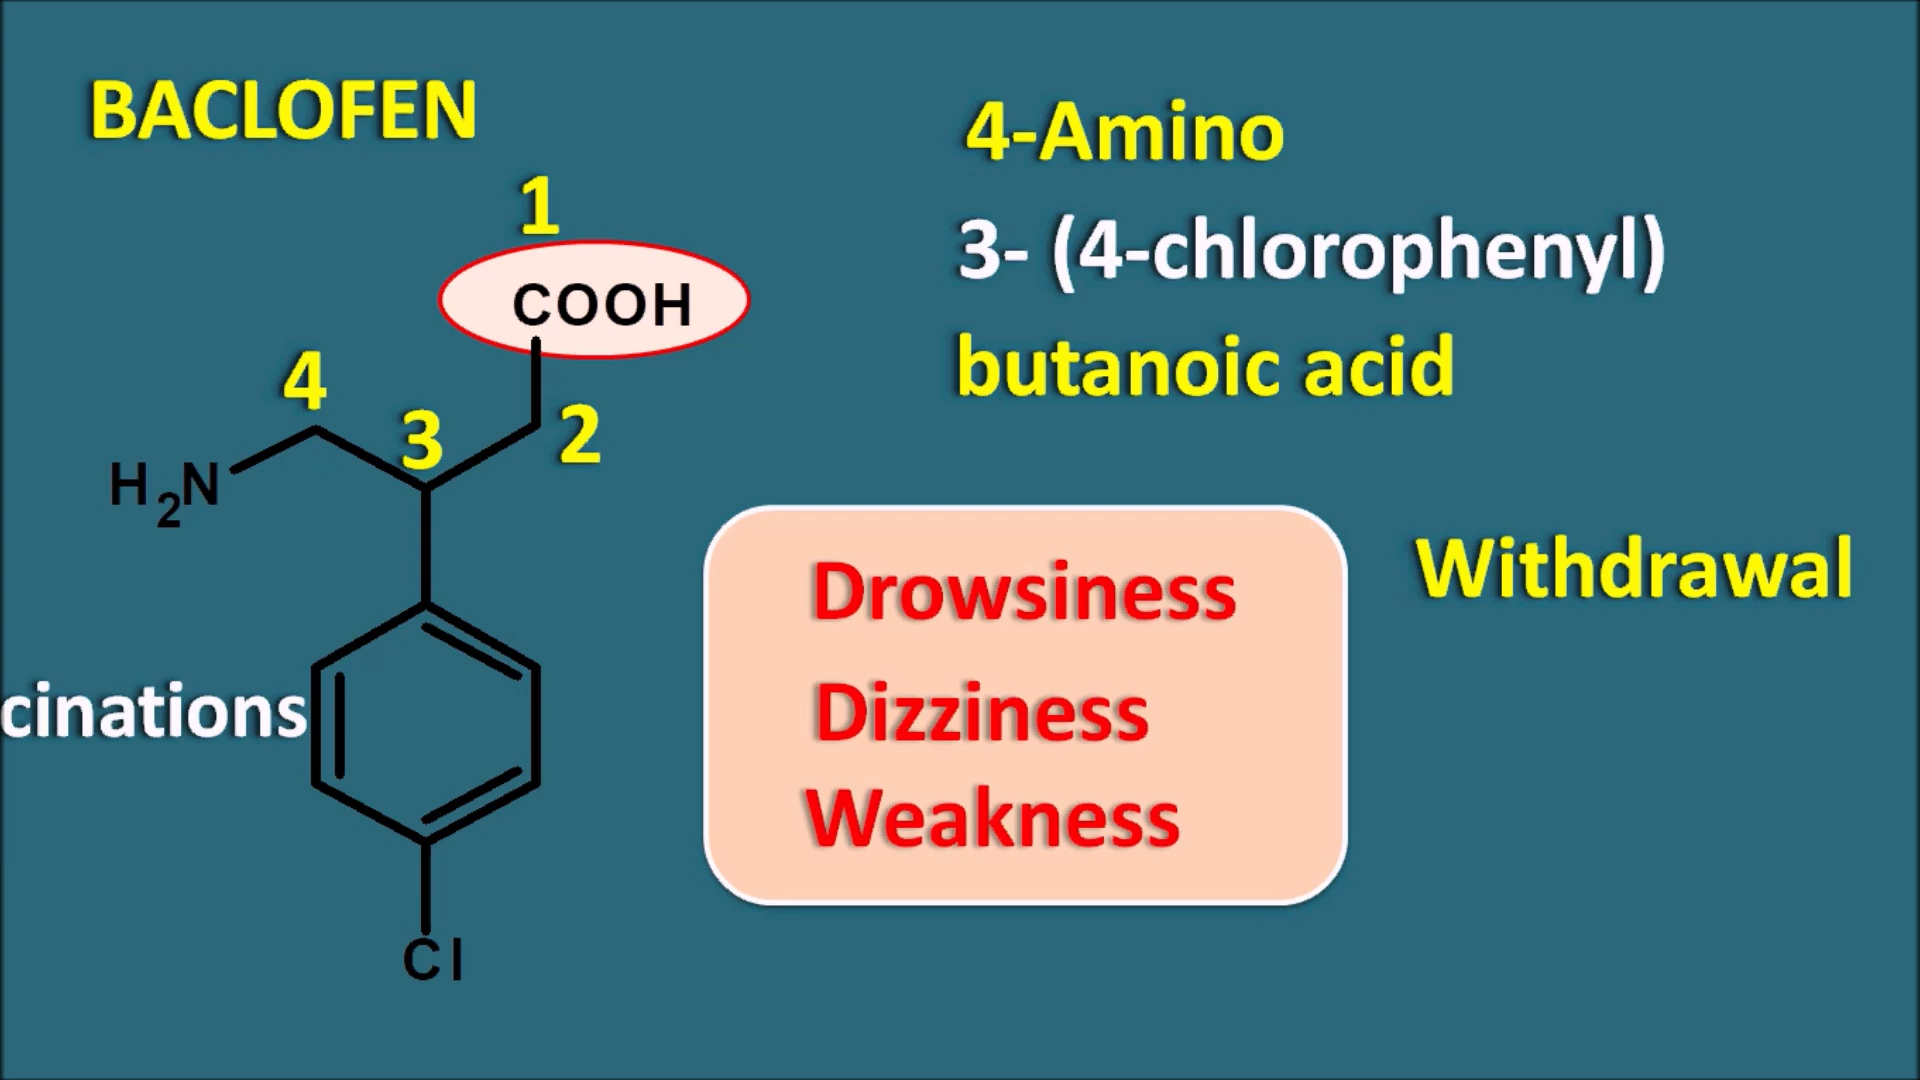 BACLOFEN
4-Amino
3- (4-chlorophenyl)
butanoic acid
1
COOH
4
3
2
H2N
Drowsiness
Dizziness
Weakness
Withdrawal
cinations
Cl